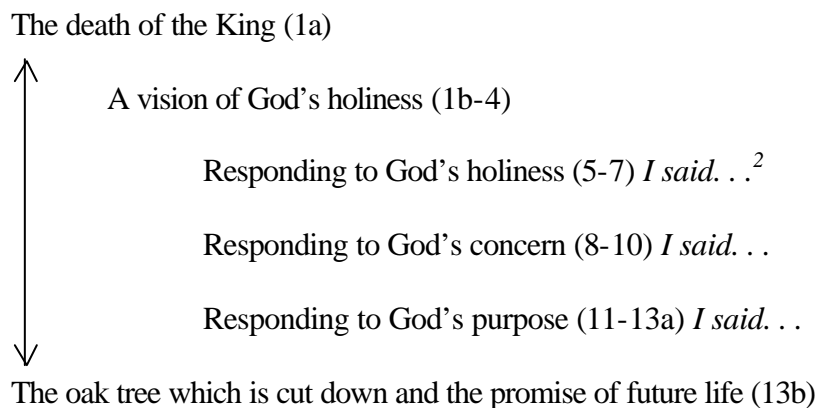 The death of the King (1a)
A vision of God's holiness (1b-4)
Responding to God's holiness (5-7) I said. . .2
Responding to God's concern (8-10) I said. . .
Responding to God's purpose (11-13a) I said. . .
The oak tree which is cut down and the promise of future life (13b)